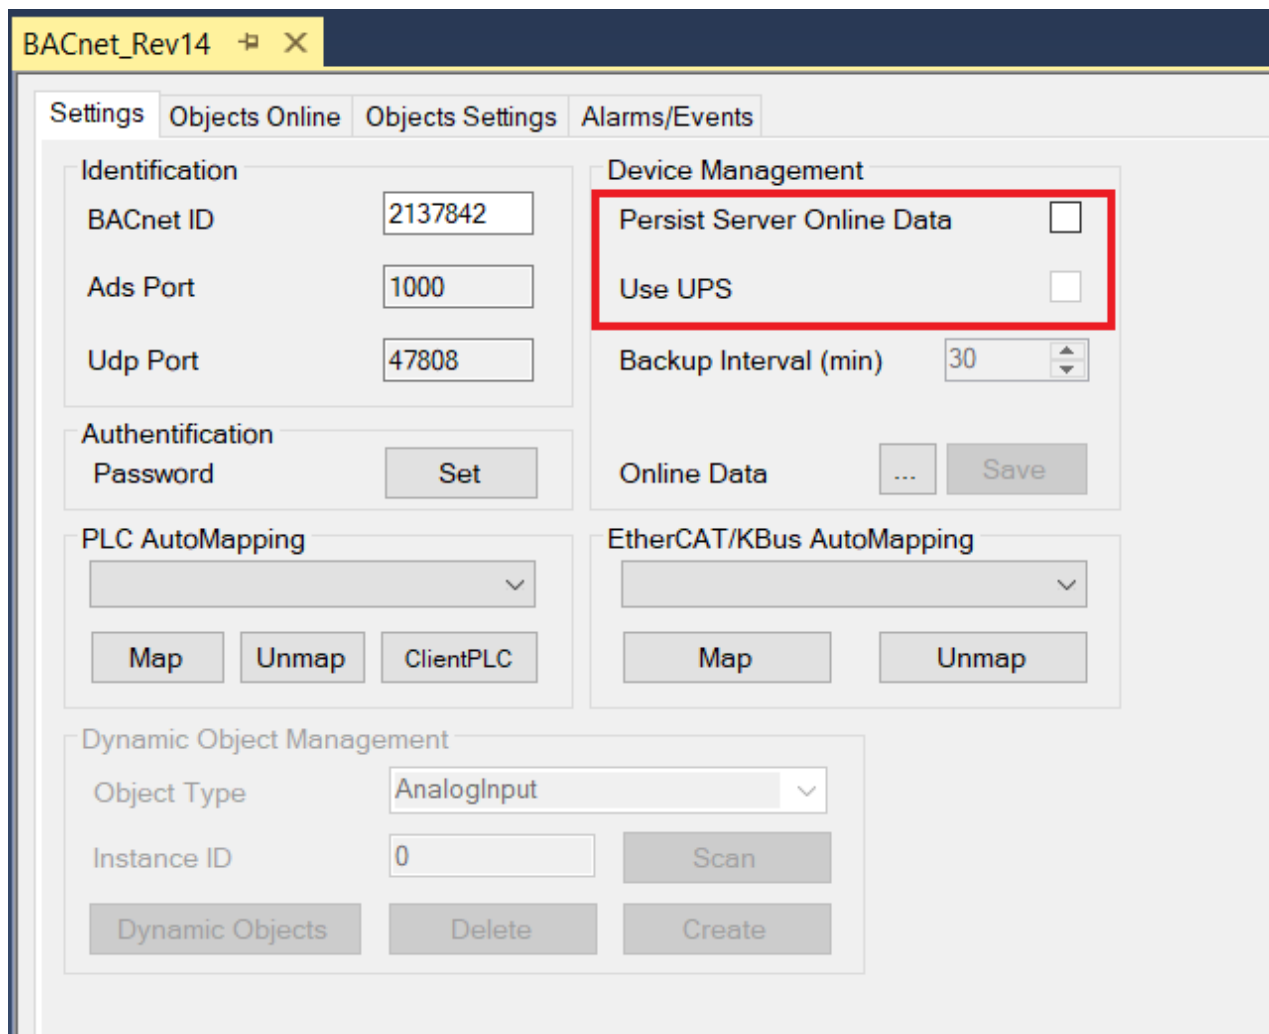 BACnet_Rev14
Settings Objects Online Objects Settings Alarms/Events
Identification
BACnet ID 2137842
Ads Port 1000
Udp Port 47808
Authentification
Password Set
Device Management
Persist Server Online Data
Use UPS
Backup Interval (min) 30
Online Data ... Save
PLC AutoMapping
Map Unmap ClientPLC
EtherCAT/KBus AutoMapping
Map Unmap
Dynamic Object Management
Object Type AnalogInput
Instance ID 0 Scan
Dynamic Objects Delete Create